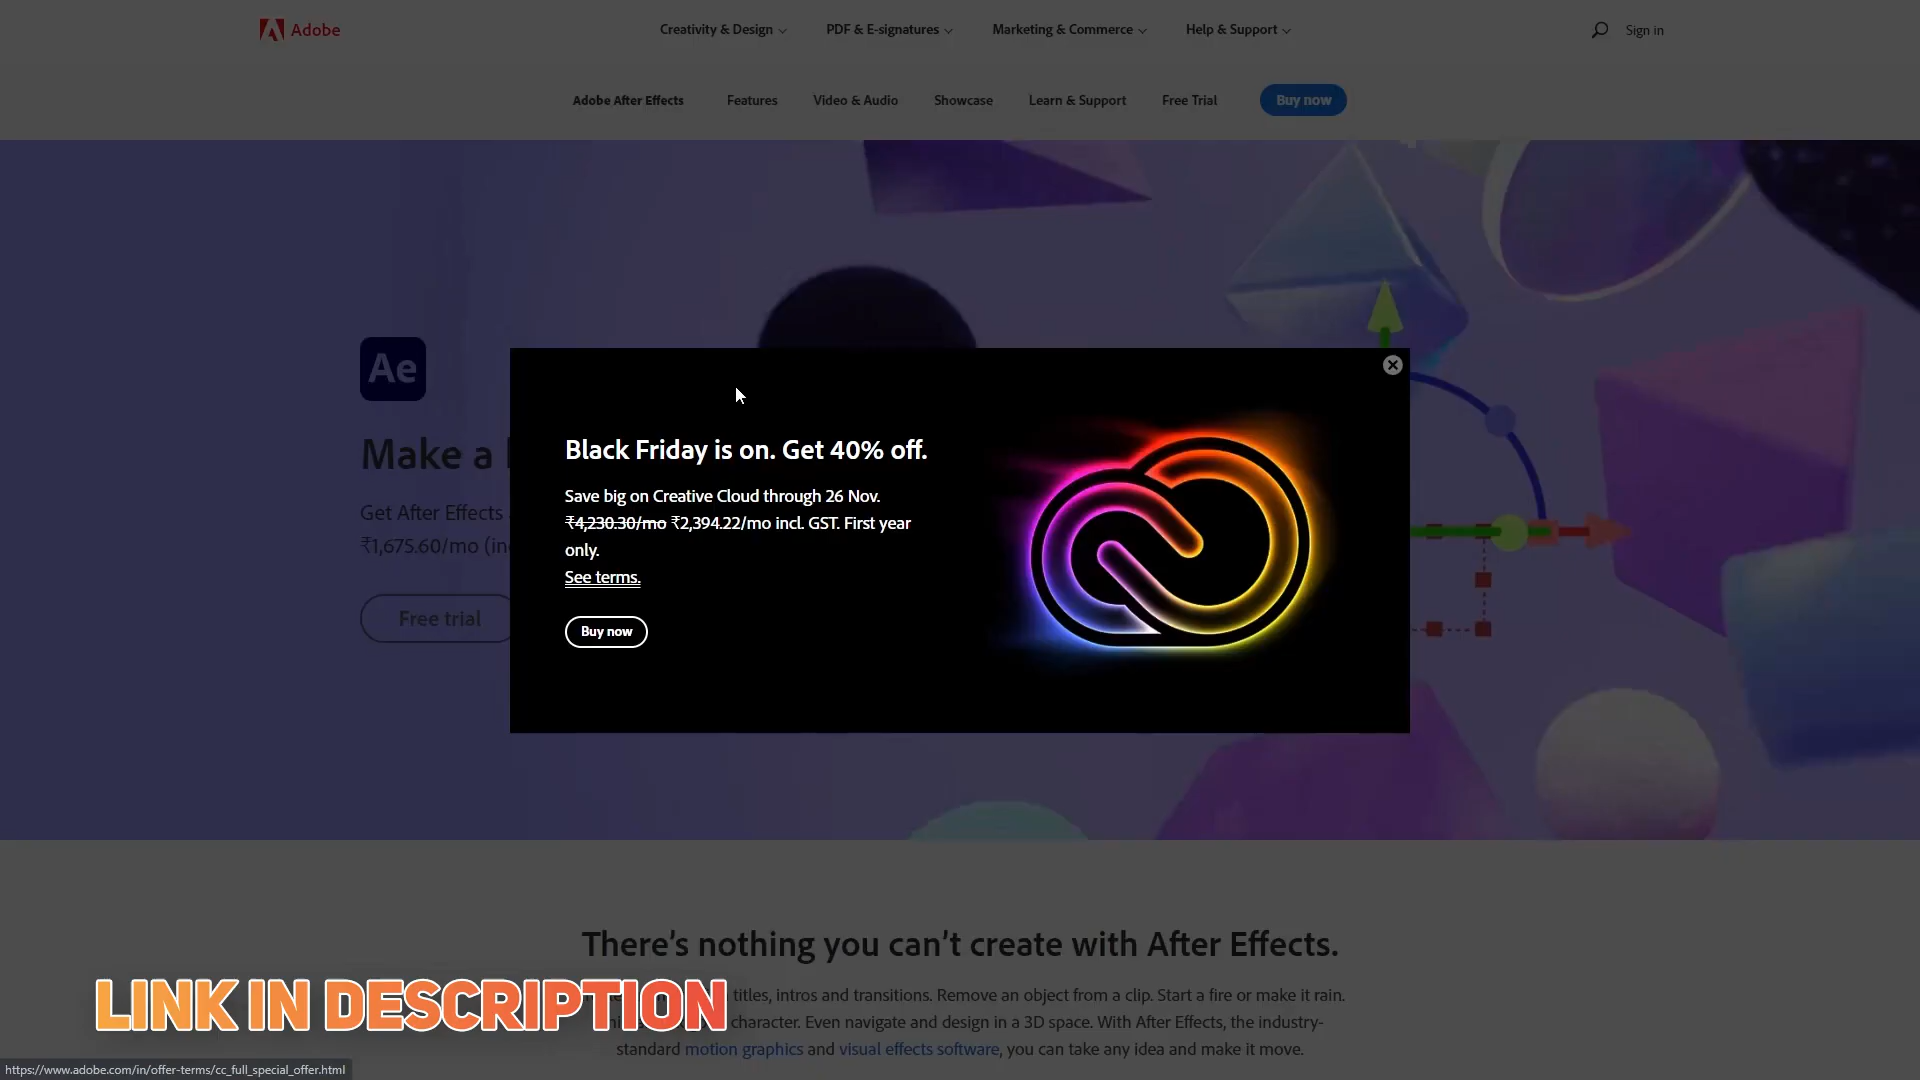 Adobe
Creativity & Design
PDF & E-signatures
Marketing & Commerce
Help & Support
Sign in
Adobe After Effects
Features
Video & Audio
Showcase
Learn & Support
Free Trial
Buy now
Ae
Make a
Get After Effects
₹1,675.60/mo (in
Free trial
Black Friday is on. Get 40% off.
Save big on Creative Cloud through 26 Nov.
₹4,230.30/mo ₹2,394.22/mo incl. GST. First year
only.
See terms.
Buy now
There’s nothing you can’t create with After Effects.
titles, intros and transitions. Remove an object from a clip. Start a fire or make it rain.
character. Even navigate and design in a 3D space. With After Effects, the industry-
standard motion graphics and visual effects software, you can take any idea and make it move.
LINK IN DESCRIPTION
https://www.adobe.com/in/offer-terms/cc_full_special_offer.html